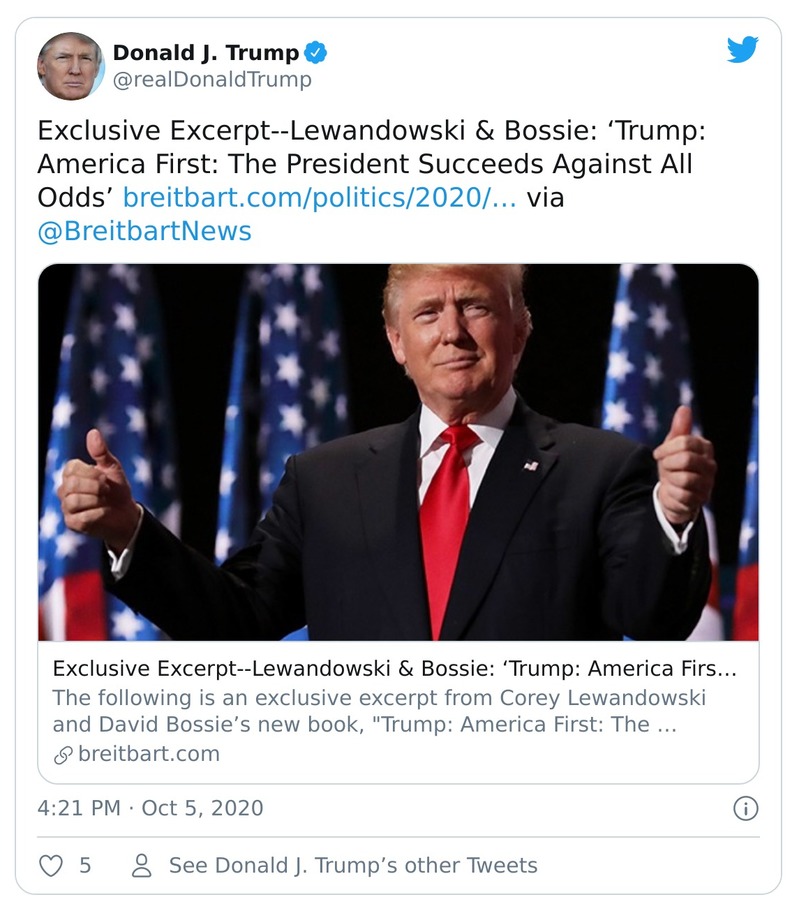 Donald J. Trump
@realDonaldTrump
Exclusive Excerpt--Lewandowski & Bossie: ‘Trump:
America First: The President Succeeds Against All
Odds’ breitbart.com/politics/2020/… via
@BreitbartNews
Exclusive Excerpt--Lewandowski & Bossie: ‘Trump: America Firs…
The following is an exclusive excerpt from Corey Lewandowski
and David Bossie’s new book, "Trump: America First: The …
breitbart.com
4:21 PM · Oct 5, 2020
5 See Donald J. Trump’s other Tweets